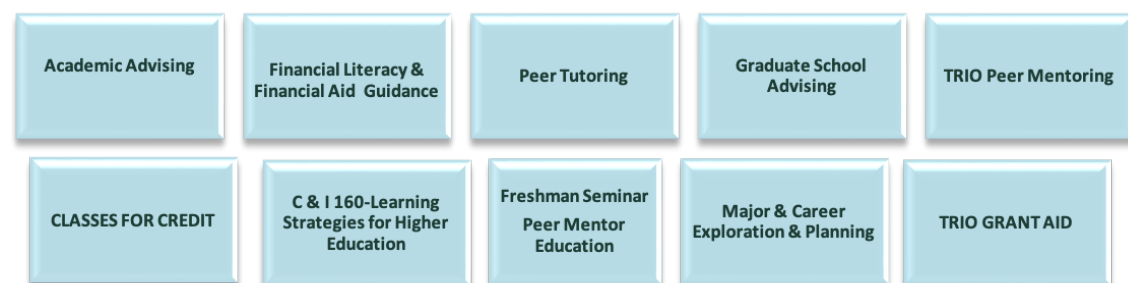 Academic Advising
Financial Literacy &
Financial Aid Guidance
Peer Tutoring
Graduate School
Advising
TRIO Peer Mentoring
CLASSES FOR CREDIT
C & I 160-Learning
Strategies for Higher
Education
Freshman Seminar
Peer Mentor
Education
Major & Career
Exploration & Planning
TRIO GRANT AID